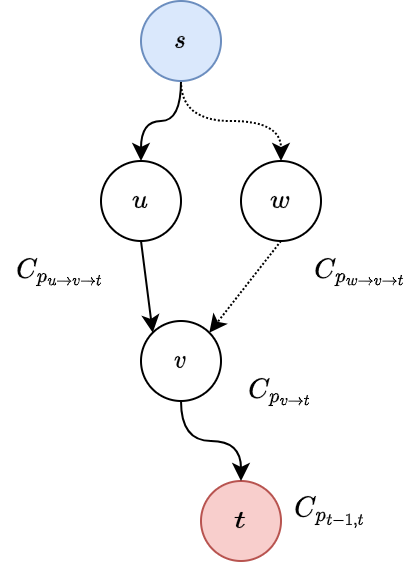 s
u
w
C_{p_{u→v→t}}
C_{p_{w→v→t}}
v
C_{p_{v→t}}
t
C_{p_{t−1,t}}